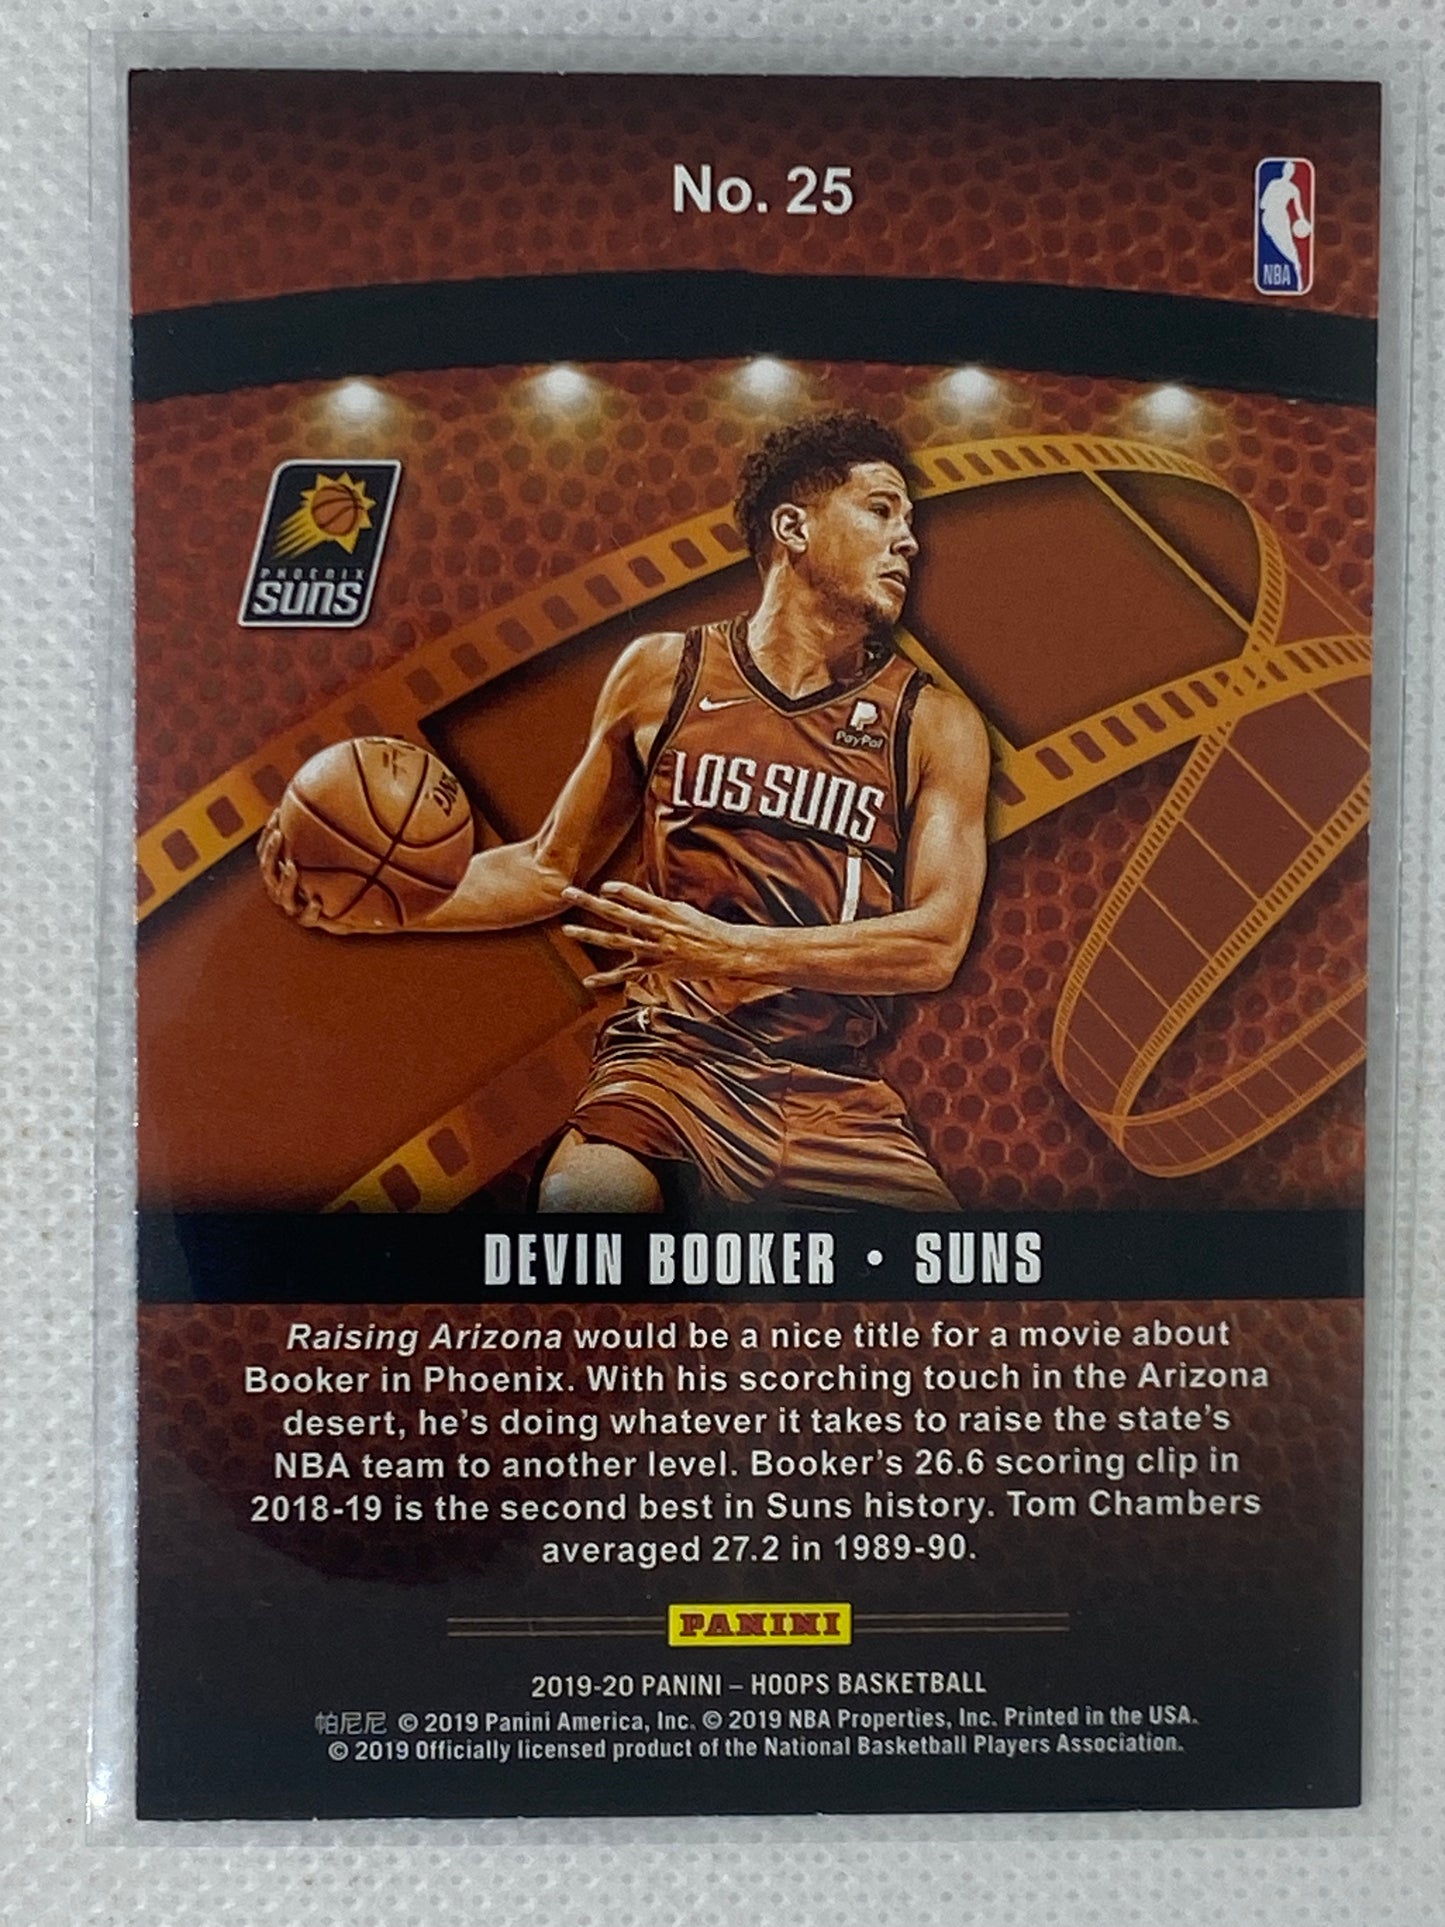 No. 25
NBA
PHOENIX
SUNS
PayPal
LOS SUNS
1
DEVIN BOOKER • SUNS
Raising Arizona would be a nice title for a movie about
Booker in Phoenix. With his scorching touch in the Arizona
desert, he's doing whatever it takes to raise the state's
NBA team to another level. Booker's 26.6 scoring clip in
2018-19 is the second best in Suns history. Tom Chambers
averaged 27.2 in 1989-90.
PANINI
2019-20 PANINI – HOOPS BASKETBALL
帕尼尼 © 2019 Panini America, Inc. © 2019 NBA Properties, Inc. Printed in the USA.
© 2019 Officially licensed product of the National Basketball Players Association.